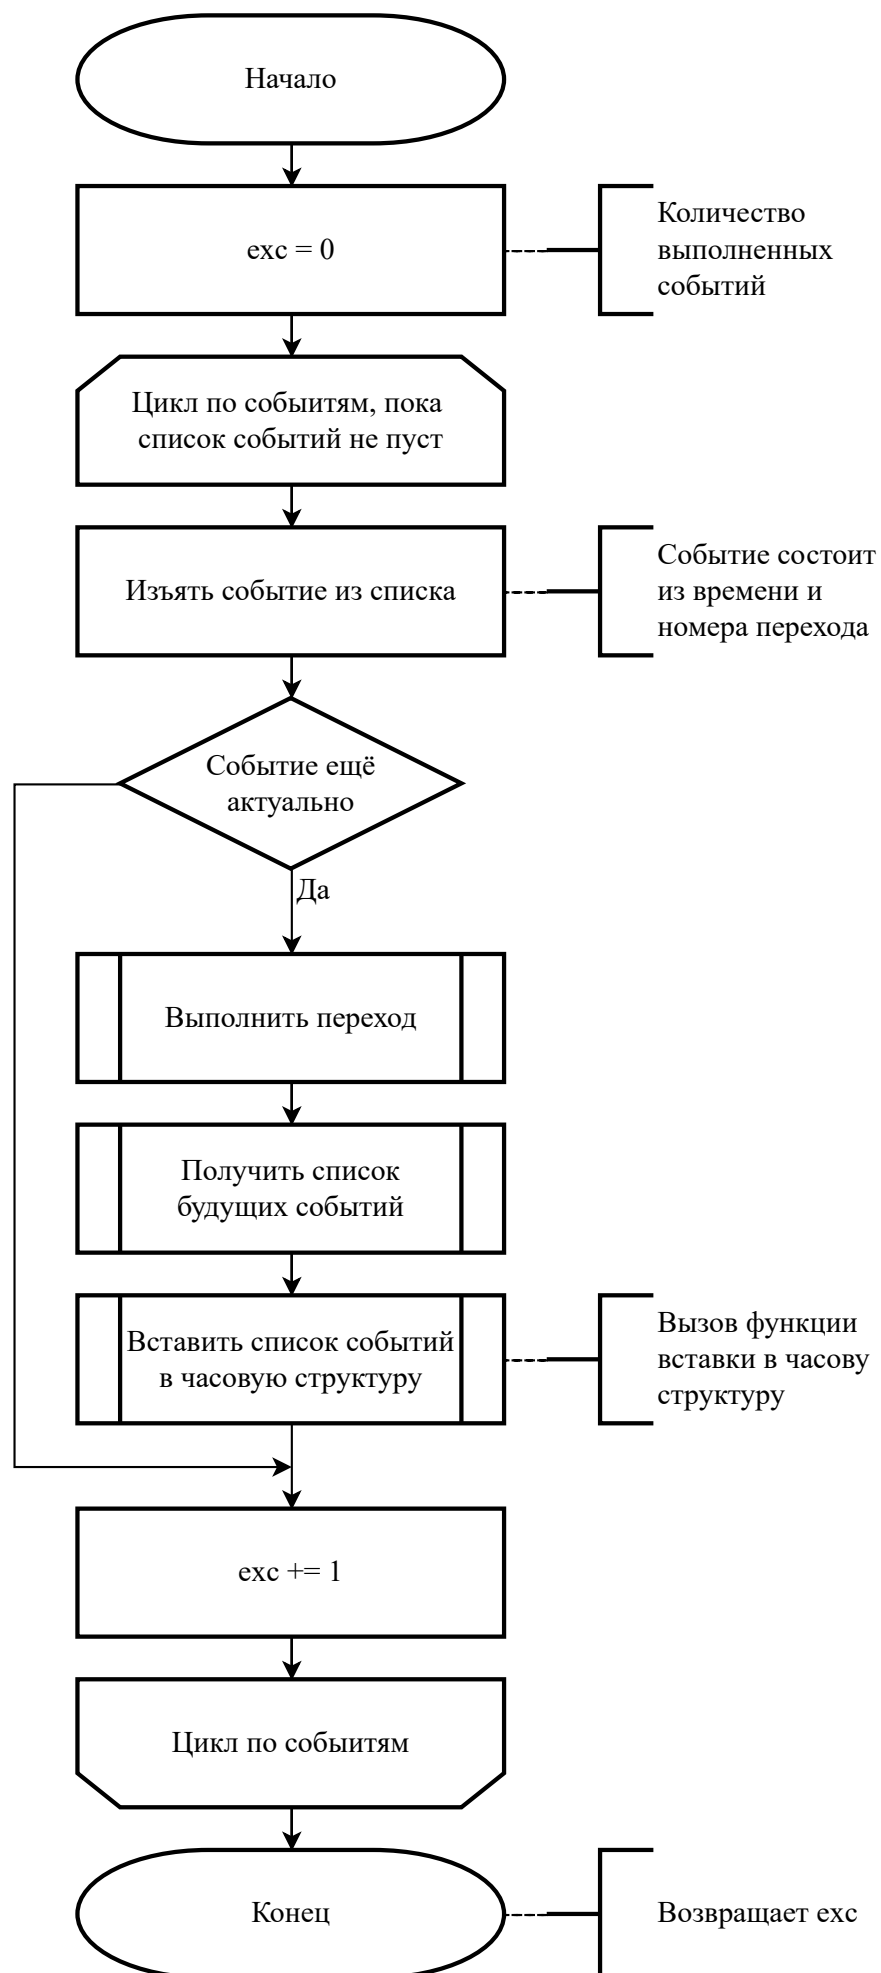 Начало
exc = 0
Количество
выполненных
событий
Цикл по собыитям, пока
список событий не пуст
Изъять событие из списка
Событие состоит
из времени и
номера перехода
Событие ещё
актуально
Да
Выполнить переход
Получить список
будущих событий
Вставить список событий
в часовую структуру
Вызов функции
вставки в часову
структуру
exc += 1
Цикл по собыитям
Конец
Возвращает exc